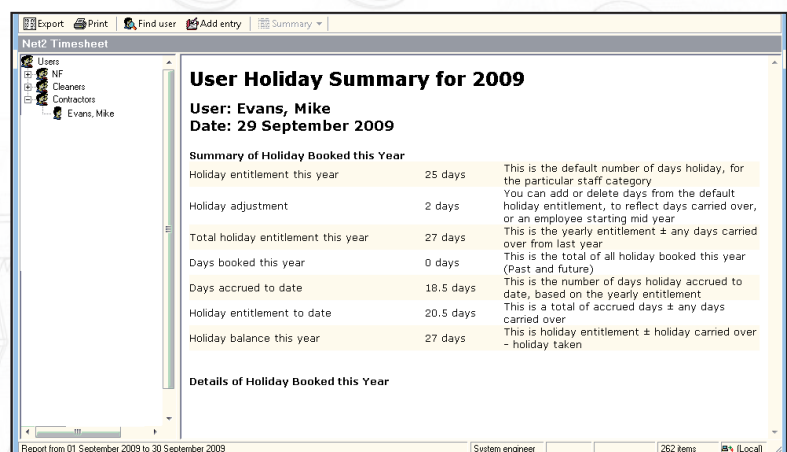 Export Print Find user Add entry Summary
Net2 Timesheet
Users
NF
Cleaners
Contractors
Evans, Mike
User Holiday Summary for 2009
User: Evans, Mike
Date: 29 September 2009
Summary of Holiday Booked this Year
Holiday entitlement this year 25 days This is the default number of days holiday, for
the particular staff category
Holiday adjustment 2 days You can add or delete days from the default
holiday entitlement, to reflect days carried over,
or an employee starting mid year
Total holiday entitlement this year 27 days This is the yearly entitlement ± any days carried
over from last year
Days booked this year 0 days This is the total of all holiday booked this year
(Past and future)
Days accrued to date 18.5 days This is the number of days holiday accrued to
date, based on the yearly entitlement
Holiday entitlement to date 20.5 days This is a total of accrued days ± any days
carried over
Holiday balance this year 27 days This is holiday entitlement ± holiday carried over
- holiday taken
Details of Holiday Booked this Year
Report from 01 September 2009 to 30 September 2009 System engineer 262 items (Local)